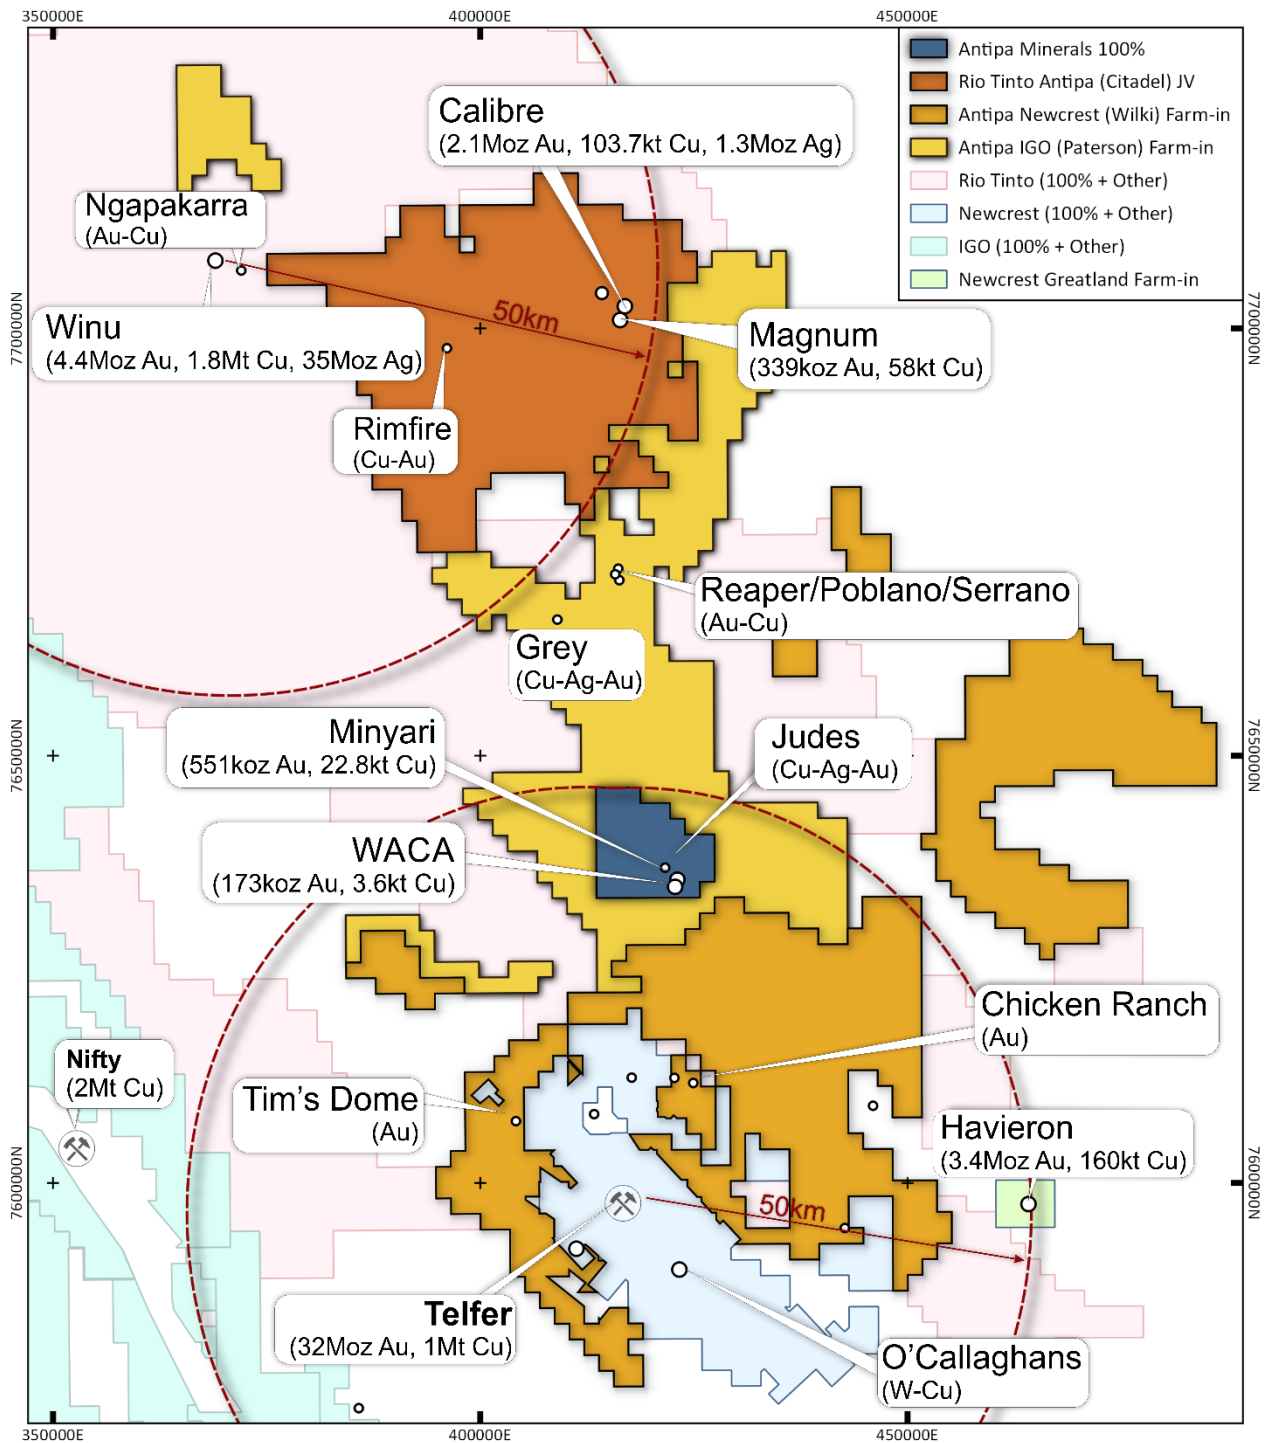 350000E
400000E
450000E
Antipa Minerals 100%
Rio Tinto Antipa (Citadel) JV
Antipa Newcrest (Wilki) Farm-in
Antipa IGO (Paterson) Farm-in
Rio Tinto (100% + Other)
Newcrest (100% + Other)
IGO (100% + Other)
Newcrest Greatland Farm-in
Calibre
(2.1Moz Au, 103.7kt Cu, 1.3Moz Ag)
Ngapakarra
(Au-Cu)
Winu
(4.4Moz Au, 1.8Mt Cu, 35Moz Ag)
50km
Magnum
(339koz Au, 58kt Cu)
7700000N
7700000N
Rimfire
(Cu-Au)
Reaper/Poblano/Serrano
(Au-Cu)
Grey
(Cu-Ag-Au)
Minyari
(551koz Au, 22.8kt Cu)
Judes
(Cu-Ag-Au)
7650000N
7650000N
WACA
(173koz Au, 3.6kt Cu)
Chicken Ranch
(Au)
Nifty
(2Mt Cu)
Tim's Dome
(Au)
Havieron
(3.4Moz Au, 160kt Cu)
7600000N
7600000N
50km
Telfer
(32Moz Au, 1Mt Cu)
O'Callaghans
(W-Cu)
350000E
400000E
450000E